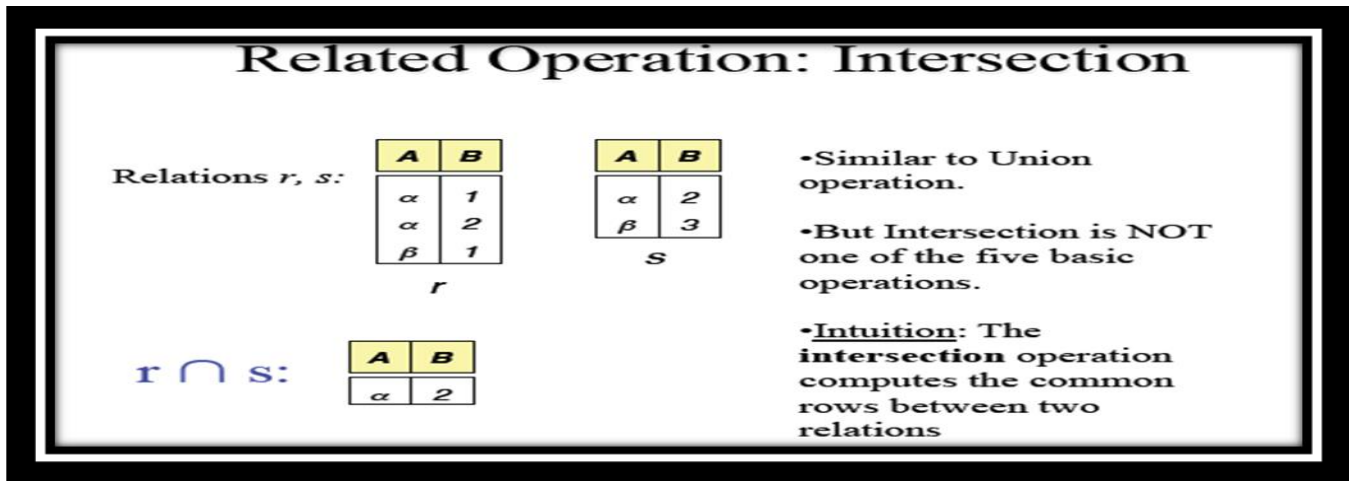 Related Operation: Intersection
Relations r, s:
A B
α 1
α 2
β 1
r
A B
α 2
β 3
s
r ∩ s:
A B
α 2
•Similar to Union
operation.
•But Intersection is NOT
one of the five basic
operations.
•Intuition: The
intersection operation
computes the common
rows between two
relations